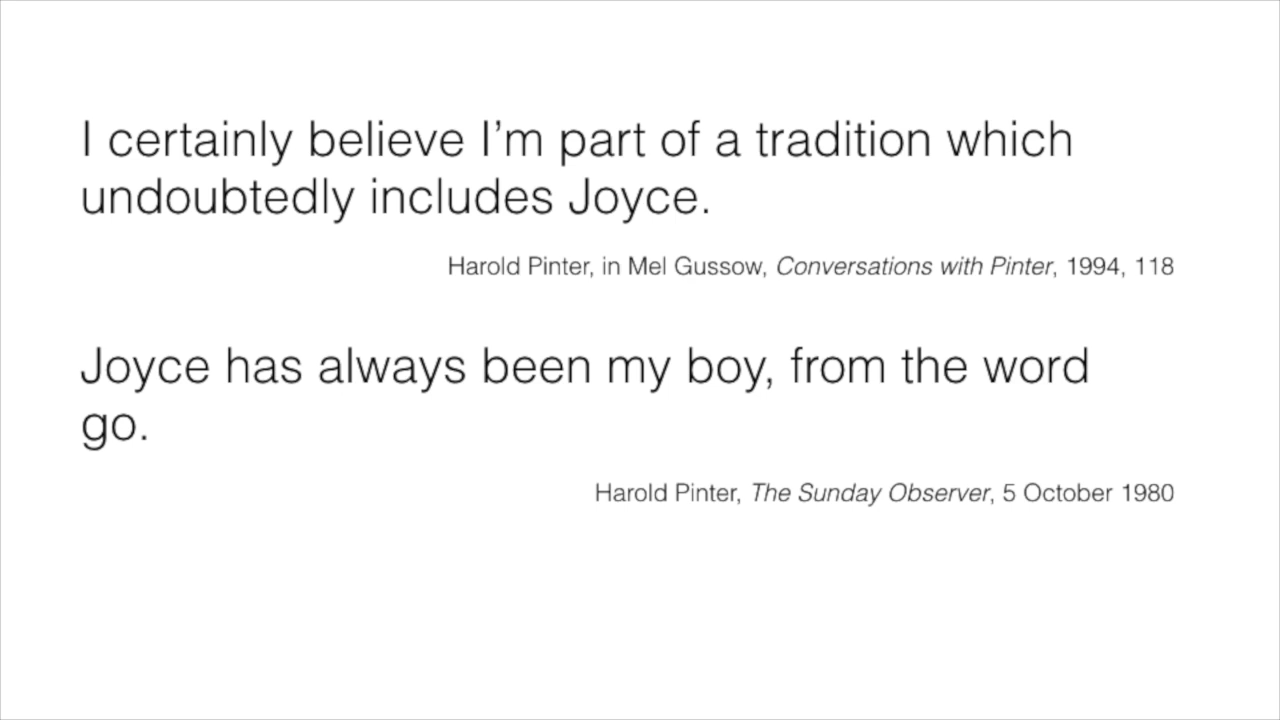 I certainly believe I’m part of a tradition which
undoubtedly includes Joyce.
Harold Pinter, in Mel Gussow, Conversations with Pinter, 1994, 118
Joyce has always been my boy, from the word
go.
Harold Pinter, The Sunday Observer, 5 October 1980